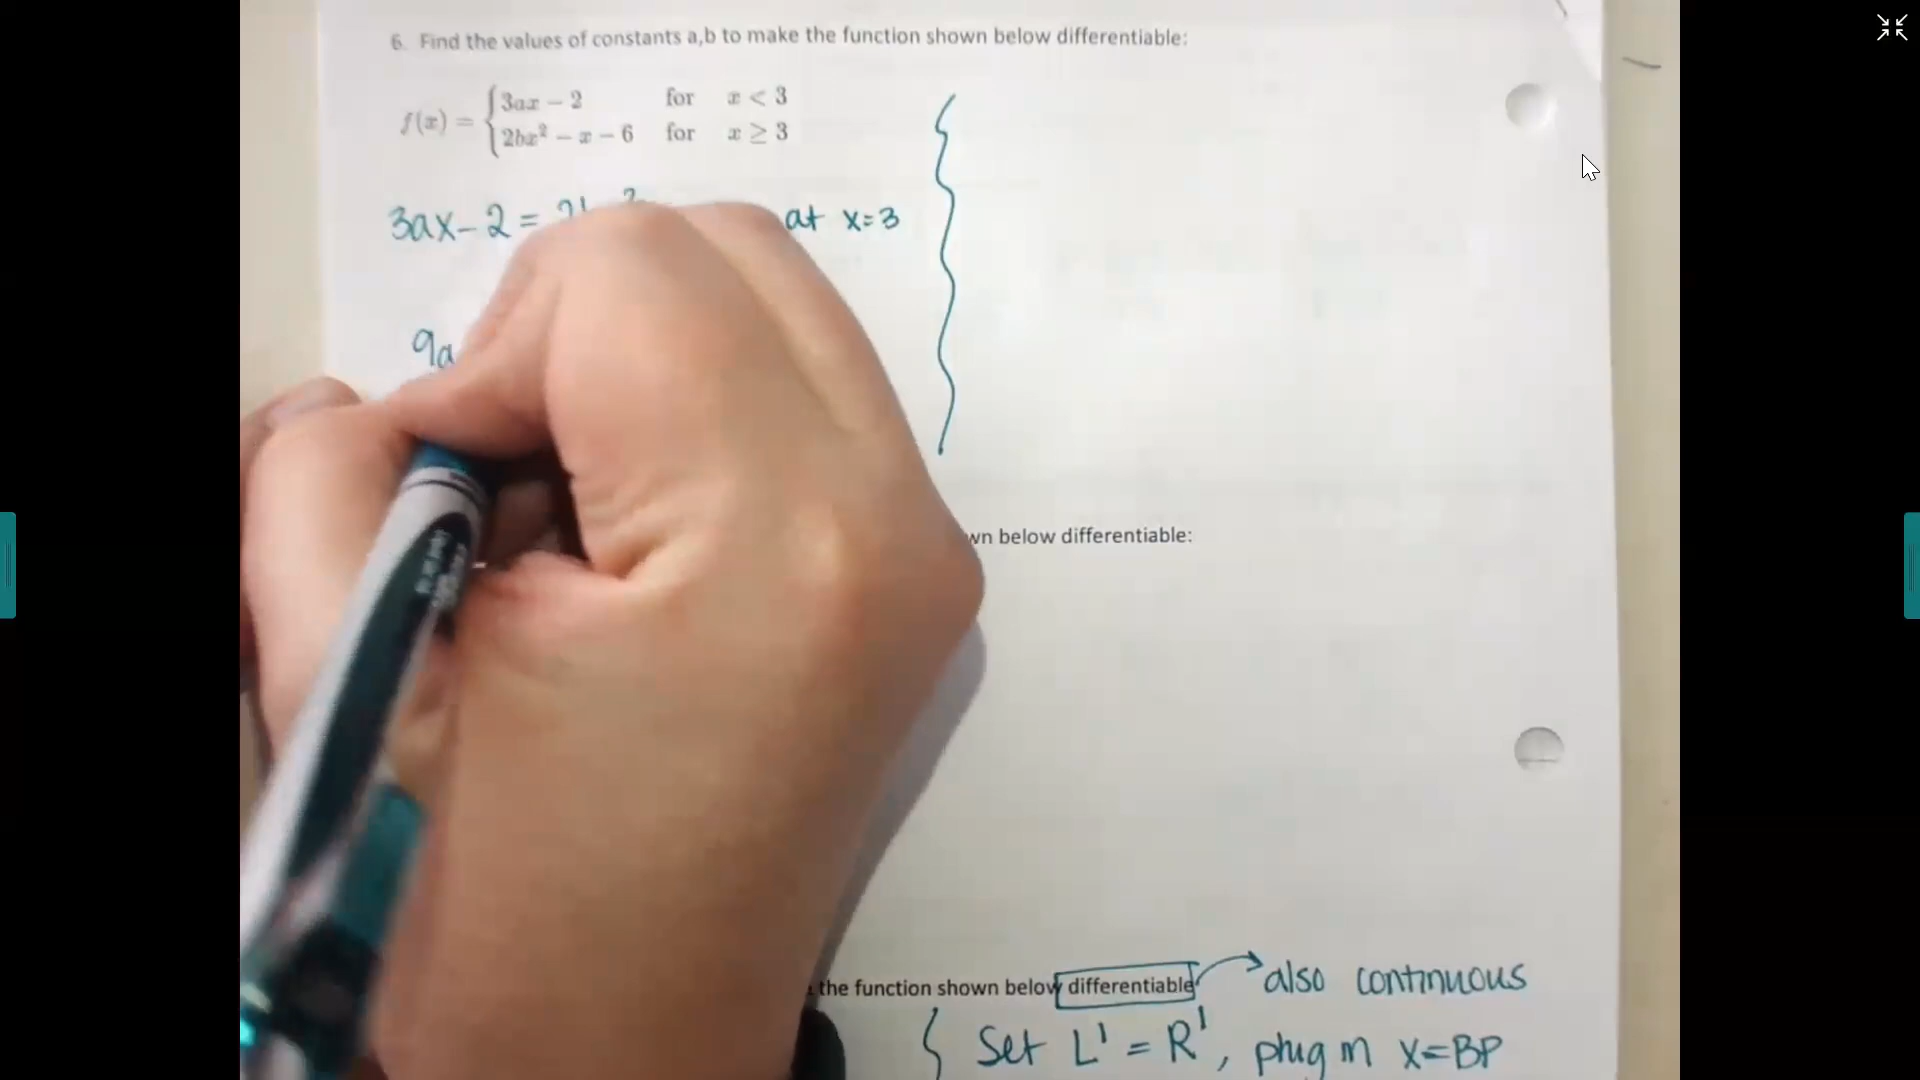 6. Find the values of constants a,b to make the function shown below differentiable:
f(x) = { 3ax − 2 for x < 3
2bx² − x − 6 for x ≥ 3
3ax − 2 = at x=3
9a
below differentiable:
the function shown below differentiable also continuous
Set L' = R', plug in x=BP